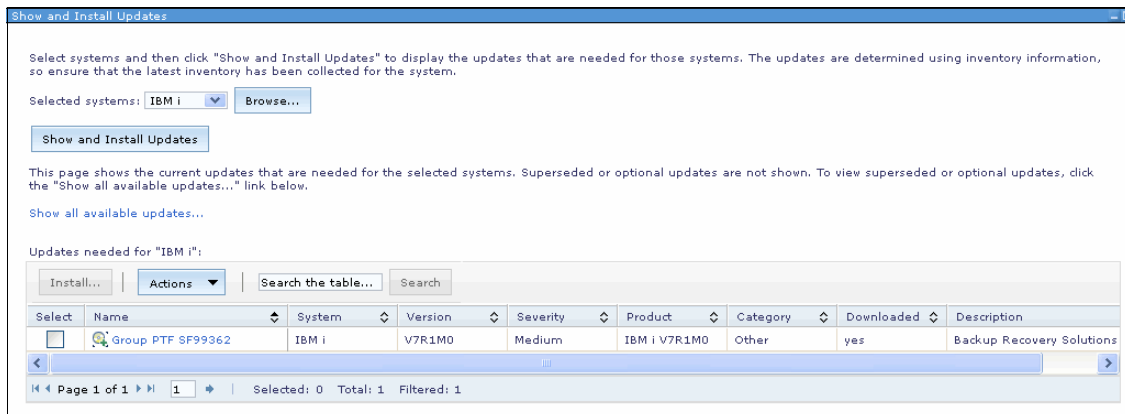 Show and Install Updates
Select systems and then click "Show and Install Updates" to display the updates that are needed for those systems. The updates are determined using inventory information,
so ensure that the latest inventory has been collected for the system.
Selected systems: IBM i Browse...
Show and Install Updates
This page shows the current updates that are needed for the selected systems. Superseded or optional updates are not shown. To view superseded or optional updates, click
the "Show all available updates..." link below.
Show all available updates...
Updates needed for "IBM i":
Install... Actions Search the table... Search
Select Name System Version Severity Product Category Downloaded Description
Group PTF SF99362 IBM i V7R1M0 Medium IBM i V7R1M0 Other yes Backup Recovery Solutions
Page 1 of 1 1 Selected: 0 Total: 1 Filtered: 1